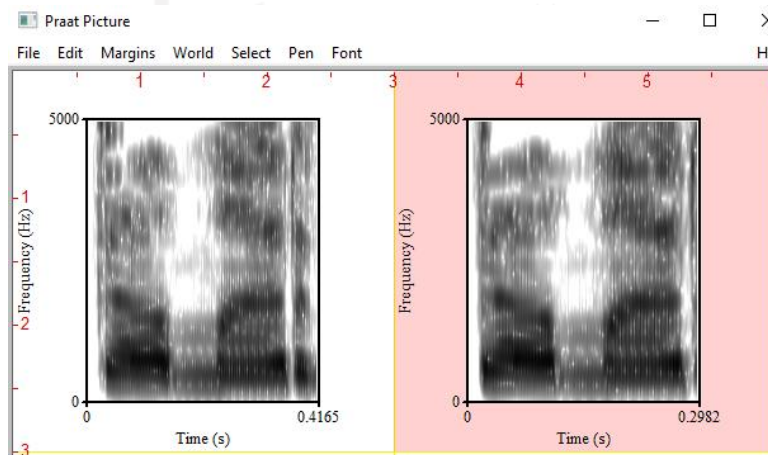 Praat Picture
File Edit Margins World Select Pen Font H
1 2 3 4 5
5000 5000
1
Frequency (Hz) Frequency (Hz)
2
0 0
0 0.4165 0 0.2982
Time (s) Time (s)
3